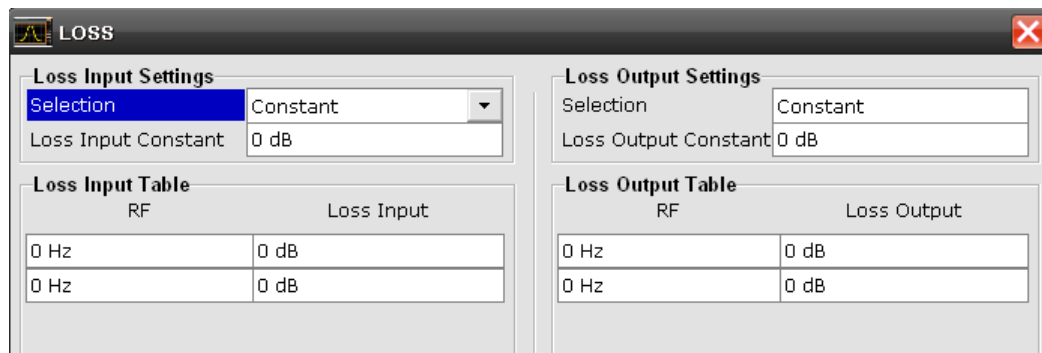 LOSS
Loss Input Settings
Selection Constant
Loss Input Constant 0 dB
Loss Input Table
RF Loss Input
0 Hz 0 dB
0 Hz 0 dB
Loss Output Settings
Selection Constant
Loss Output Constant 0 dB
Loss Output Table
RF Loss Output
0 Hz 0 dB
0 Hz 0 dB